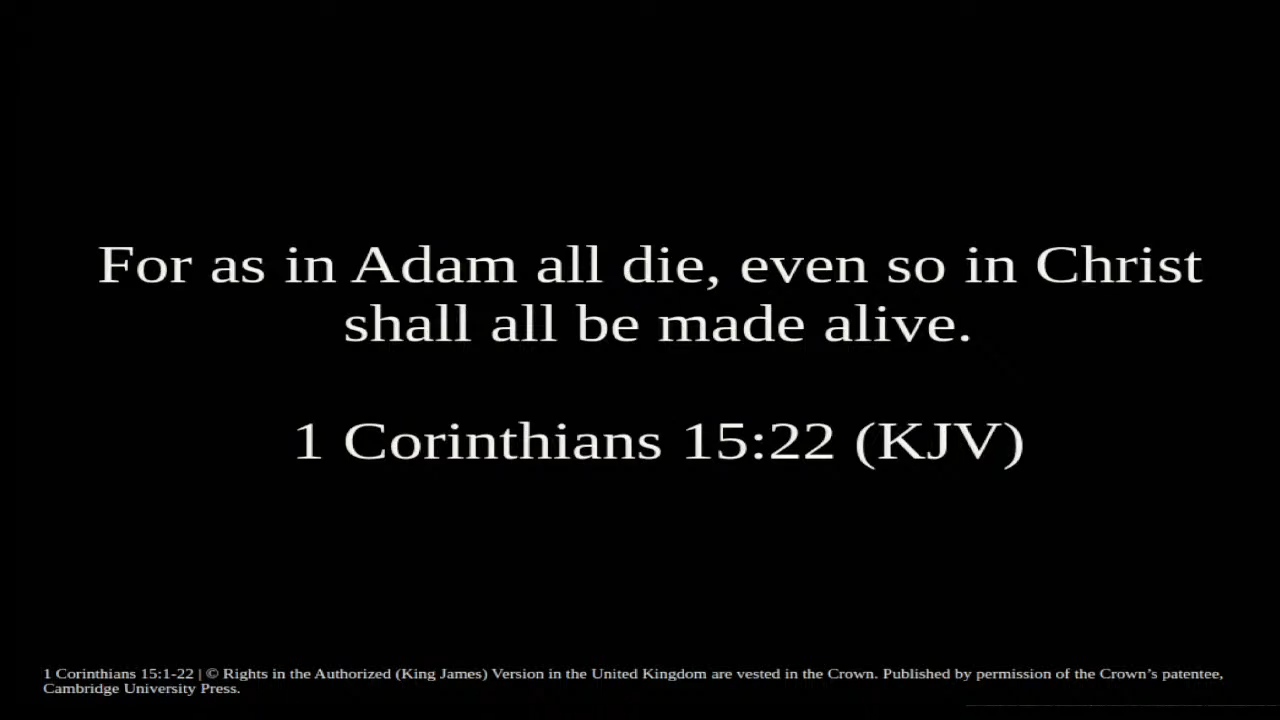 For as in Adam all die, even so in Christ
shall all be made alive.
1 Corinthians 15:22 (KJV)
1 Corinthians 15:1-22 | © Rights in the Authorized (King James) Version in the United Kingdom are vested in the Crown. Published by permission of the Crown’s patentee,
Cambridge University Press.